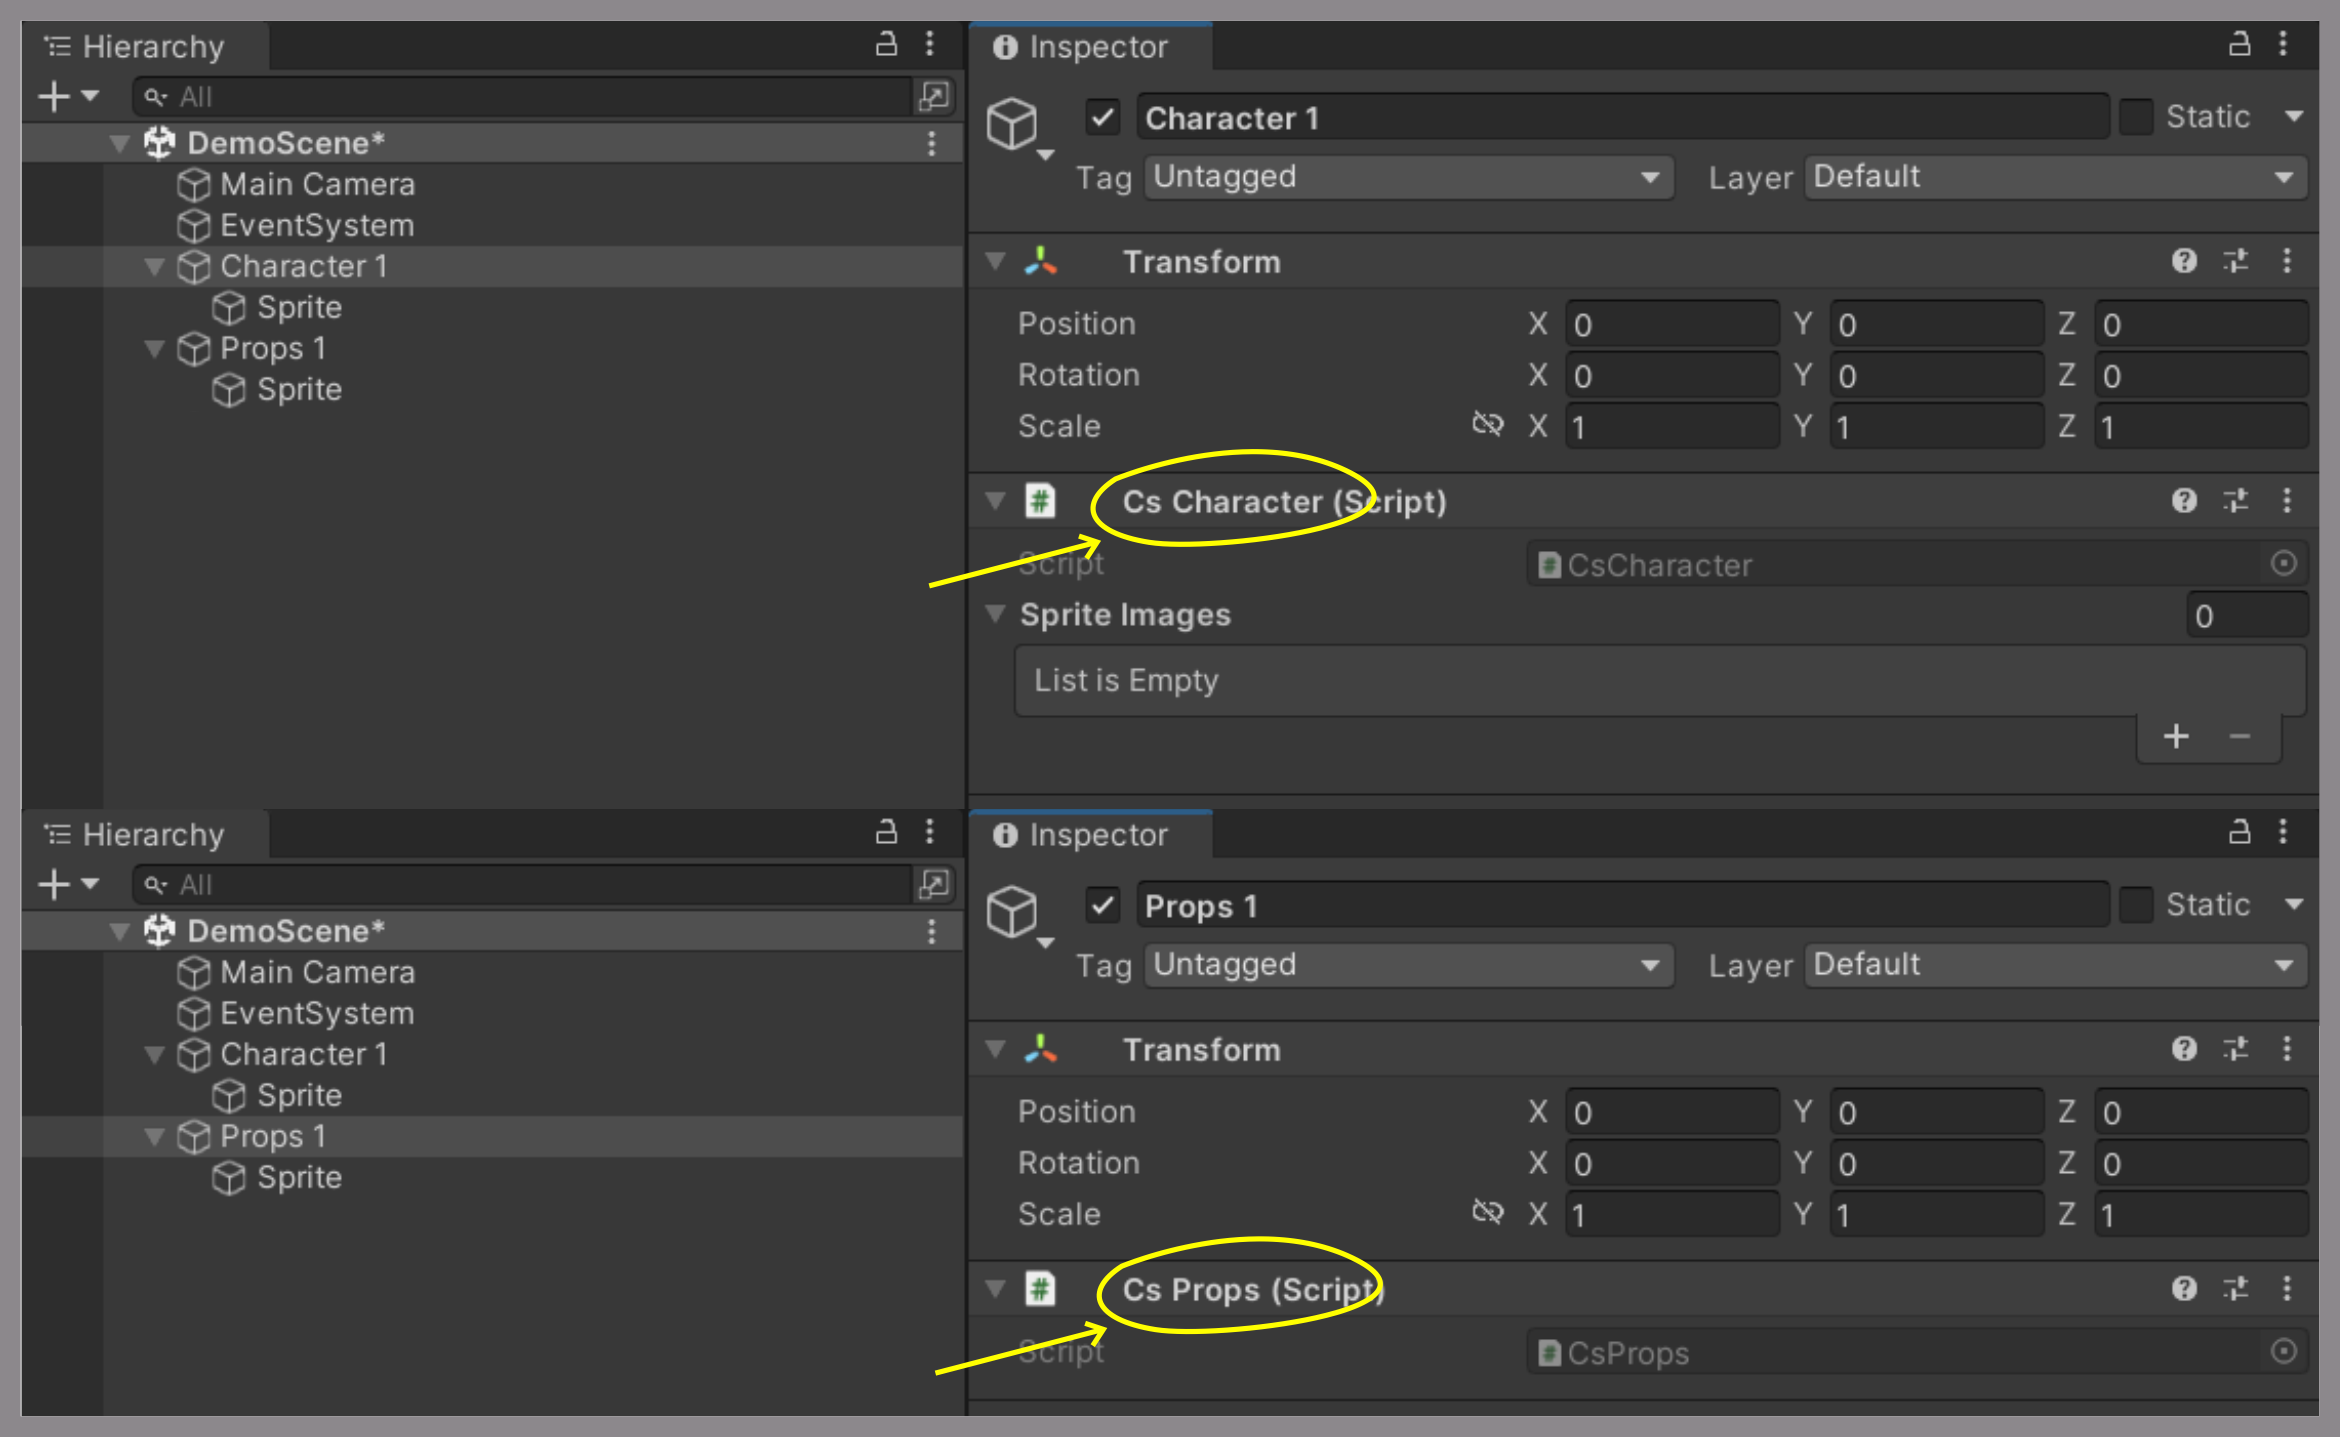 Hierarchy
All
DemoScene*
Main Camera
EventSystem
Character 1
Sprite
Props 1
Sprite
Inspector
Character 1
Static
Tag Untagged Layer Default
Transform
Position X 0 Y 0 Z 0
Rotation X 0 Y 0 Z 0
Scale X 1 Y 1 Z 1
# Cs Character (Script)
Script # CsCharacter
Sprite Images 0
List is Empty
Hierarchy
All
DemoScene*
Main Camera
EventSystem
Character 1
Sprite
Props 1
Sprite
Inspector
Props 1
Static
Tag Untagged Layer Default
Transform
Position X 0 Y 0 Z 0
Rotation X 0 Y 0 Z 0
Scale X 1 Y 1 Z 1
# Cs Props (Script)
Script # CsProps